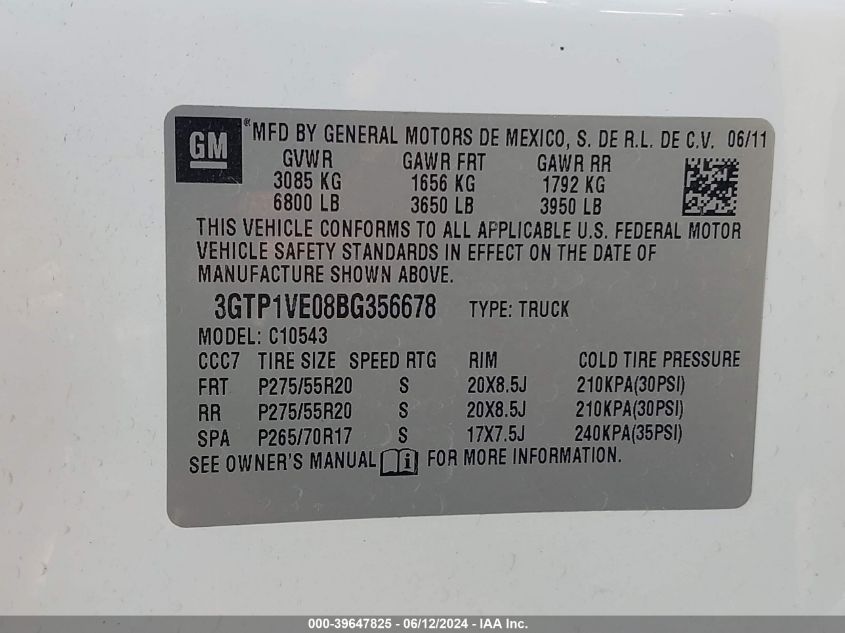 GM ® MFD BY GENERAL MOTORS DE MEXICO, S. DE R.L. DE C.V. 06/11
GVWR GAWR FRT GAWR RR
3085 KG 1656 KG 1792 KG
6800 LB 3650 LB 3950 LB
THIS VEHICLE CONFORMS TO ALL APPLICABLE U.S. FEDERAL MOTOR
VEHICLE SAFETY STANDARDS IN EFFECT ON THE DATE OF
MANUFACTURE SHOWN ABOVE.
3GTP1VE08BG356678 TYPE: TRUCK
MODEL: C10543
CCC7 TIRE SIZE SPEED RTG RIM COLD TIRE PRESSURE
FRT P275/55R20 S 20X8.5J 210KPA(30PSI)
RR P275/55R20 S 20X8.5J 210KPA(30PSI)
SPA P265/70R17 S 17X7.5J 240KPA(35PSI)
SEE OWNER'S MANUAL i FOR MORE INFORMATION.
000-39647825 - 06/12/2024 - IAA Inc.